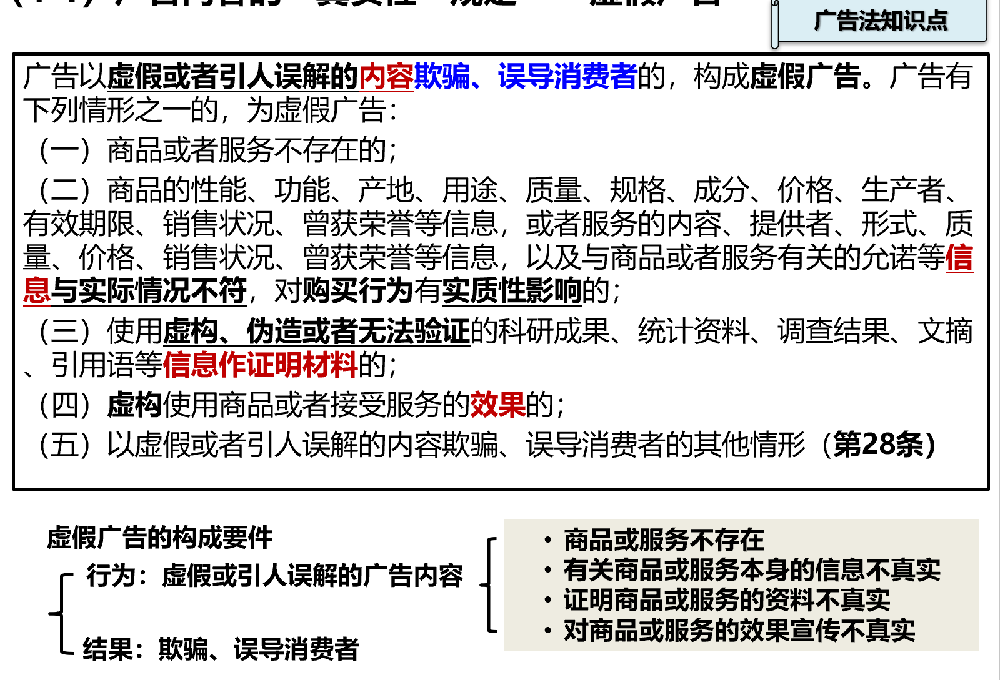 广告法知识点
广告以虚假或者引人误解的内容欺骗、误导消费者的，构成虚假广告。广告有
下列情形之一的，为虚假广告：
（一）商品或者服务不存在的；
（二）商品的性能、功能、产地、用途、质量、规格、成分、价格、生产者、
有效期限、销售状况、曾获荣誉等信息，或者服务的内容、提供者、形式、质
量、价格、销售状况、曾获荣誉等信息，以及与商品或者服务有关的允诺等信
息与实际情况不符，对购买行为有实质性影响的；
（三）使用虚构、伪造或者无法验证的科研成果、统计资料、调查结果、文摘
、引用语等信息作证明材料的；
（四）虚构使用商品或者接受服务的效果的；
（五）以虚假或者引人误解的内容欺骗、误导消费者的其他情形（第28条）
虚假广告的构成要件
行为：虚假或引人误解的广告内容
结果：欺骗、误导消费者
• 商品或服务不存在
• 有关商品或服务本身的信息不真实
• 证明商品或服务的资料不真实
• 对商品或服务的效果宣传不真实